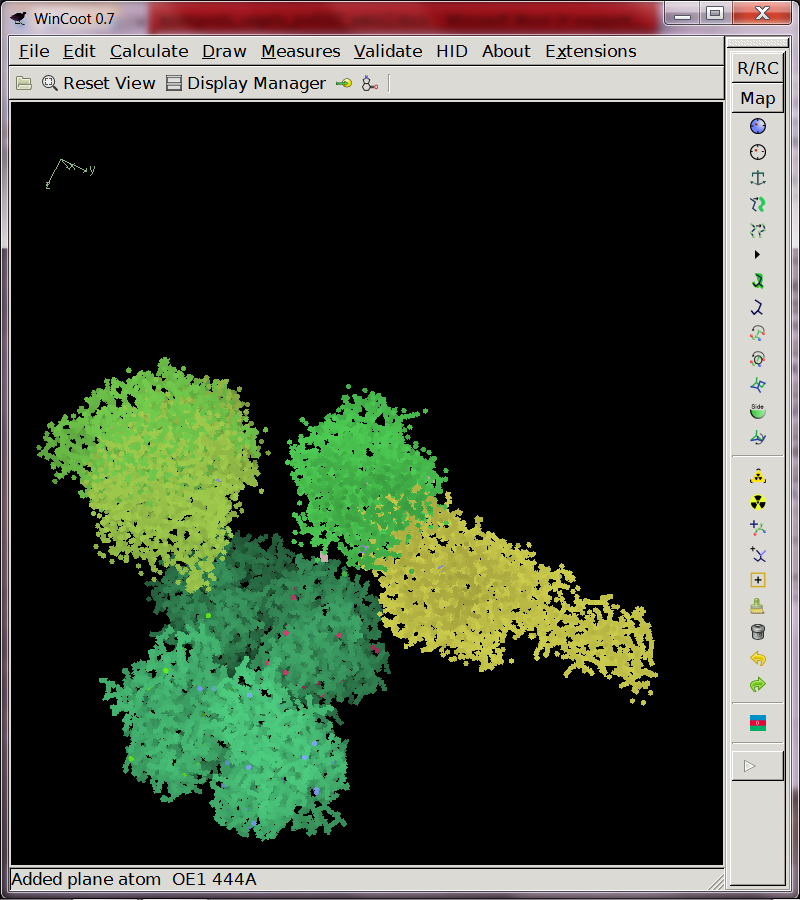 WinCoot 0.7
File Edit Calculate Draw Measures Validate HID About Extensions
Reset View Display Manager
R/RC
Map
y
z
Side
Added plane atom OE1 444A